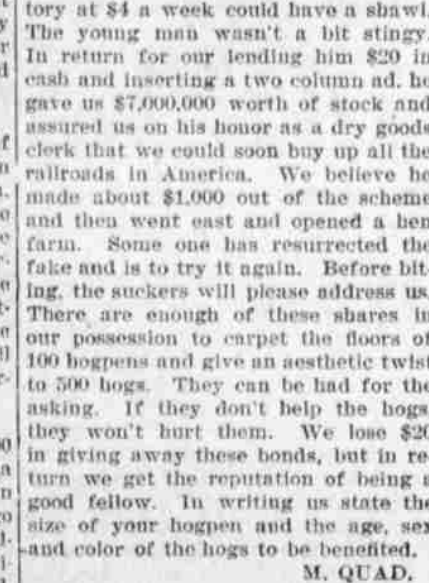 tory at $4 a week could have a shawl.
The young man wasn't a bit stingy.
In return for our lending him $20 in
cash and inserting a two column ad. he
gave us $7,000,000 worth of stock and
assured us on his honor as a dry goods
clerk that we could soon buy up all the
railroads in America. We believe he
made about $1,000 out of the scheme
and then went east and opened a hen
farm. Some one has resurrected the
fake and is to try it again. Before bit-
ing, the suckers will please address us.
There are enough of these shares in
our possession to carpet the floors of
100 hogpens and give an aesthetic twist
to 500 hogs. They can be had for the
asking. If they don't help the hogs
they won't hurt them. We lose $20
in giving away these bonds, but in re-
turn we get the reputation of being a
good fellow. In writing us state the
size of your hogpen and the age, sex
and color of the hogs to be benefited.
M. QUAD.